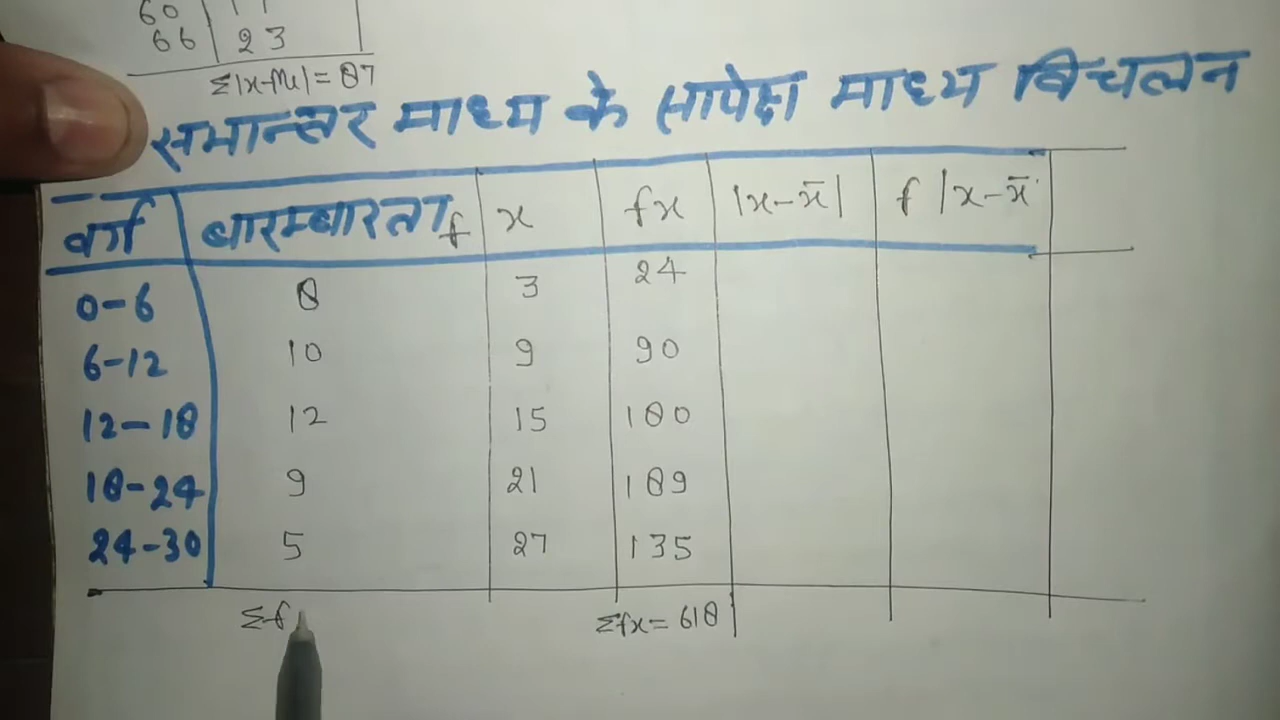 60 | 17
66 | 23
Σ|x-Mu| = 87
समान्तर माध्य के सापेक्ष माध्य विचलन
वर्ग बारम्बारता f x fx |x-x̄| f |x-x̄
0-6 8 3 24
6-12 10 9 90
12-18 12 15 180
18-24 9 21 189
24-30 5 27 135
Σf Σfx = 618